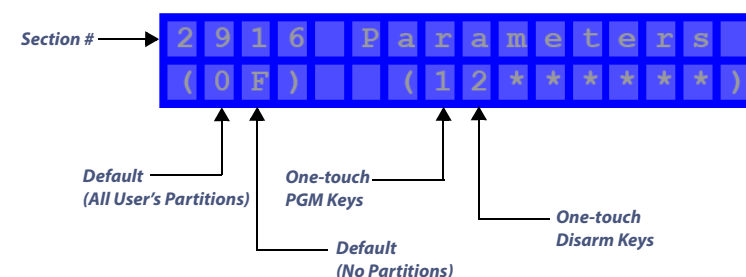 Section #
2916 Parameters
(0F) (12******)
Default
(All User's Partitions)
One-touch
PGM Keys
One-touch
Disarm Keys
Default
(No Partitions)